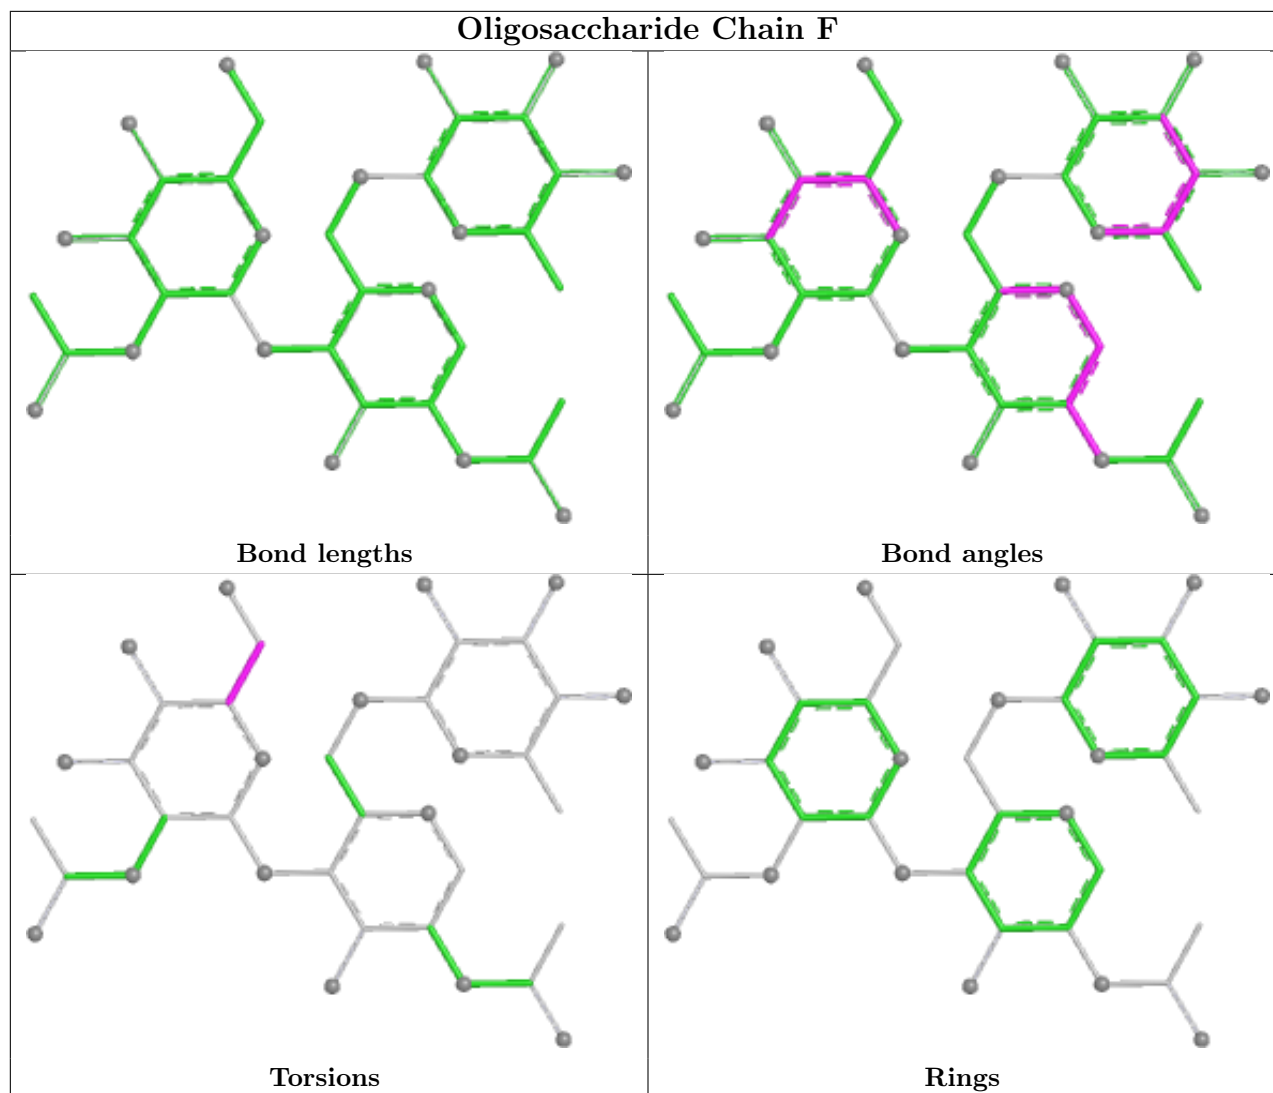 Oligosaccharide Chain F
Bond lengths
Bond angles
Torsions
Rings